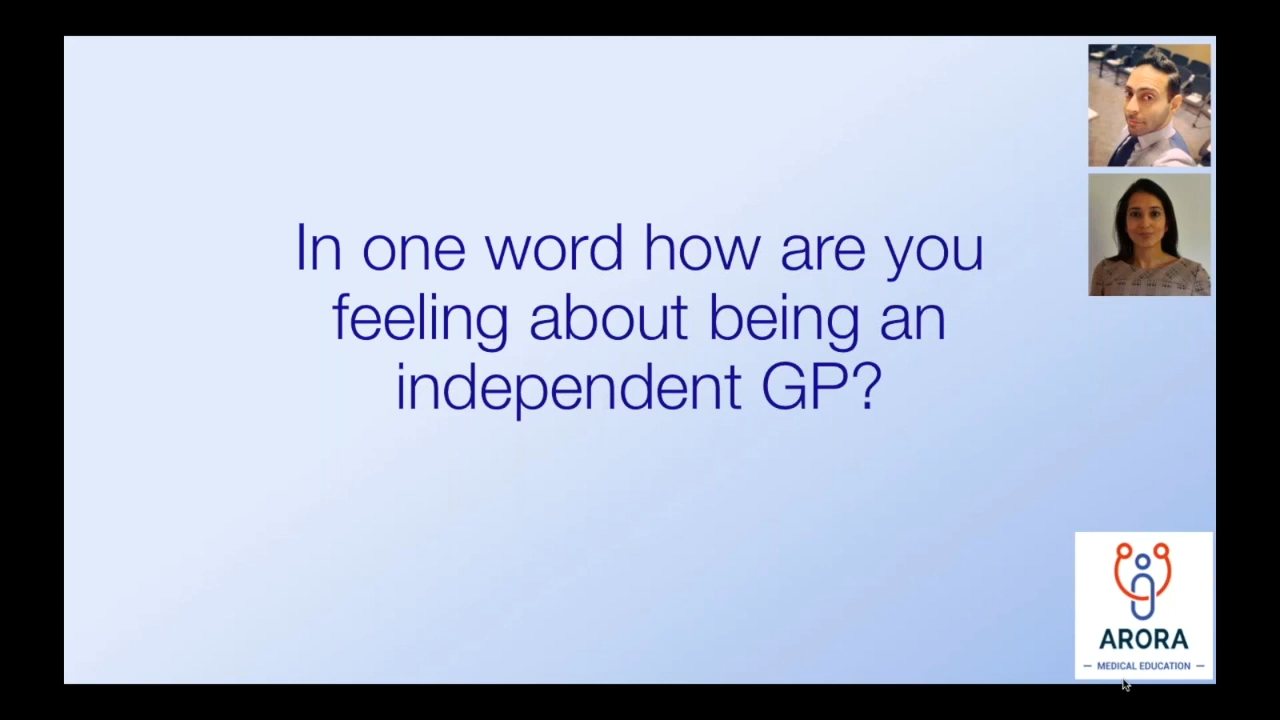 In one word how are you
feeling about being an
independent GP?
ARORA
MEDICAL EDUCATION